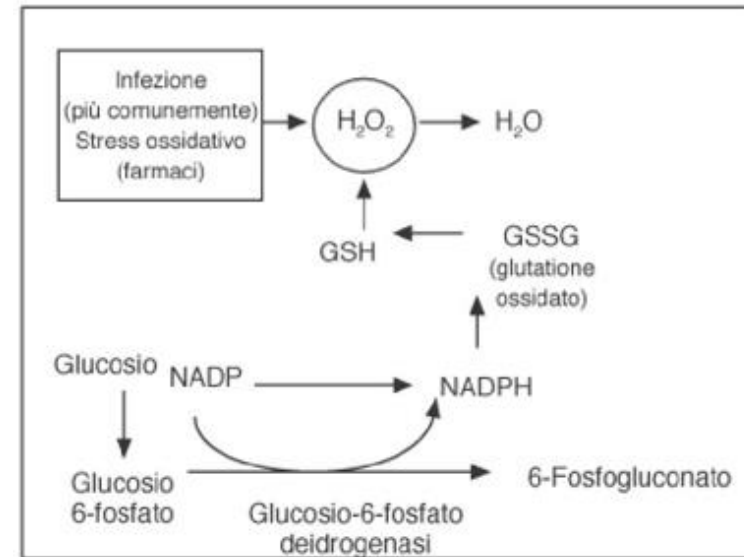 Infezione
(più comunemente)
Stress ossidativo
(farmaci)
H₂O₂
H₂O
GSH
GSSG
(glutatione
ossidato)
Glucosio
NADP
NADPH
Glucosio
6-fosfato
6-Fosfogluconato
Glucosio-6-fosfato
deidrogenasi